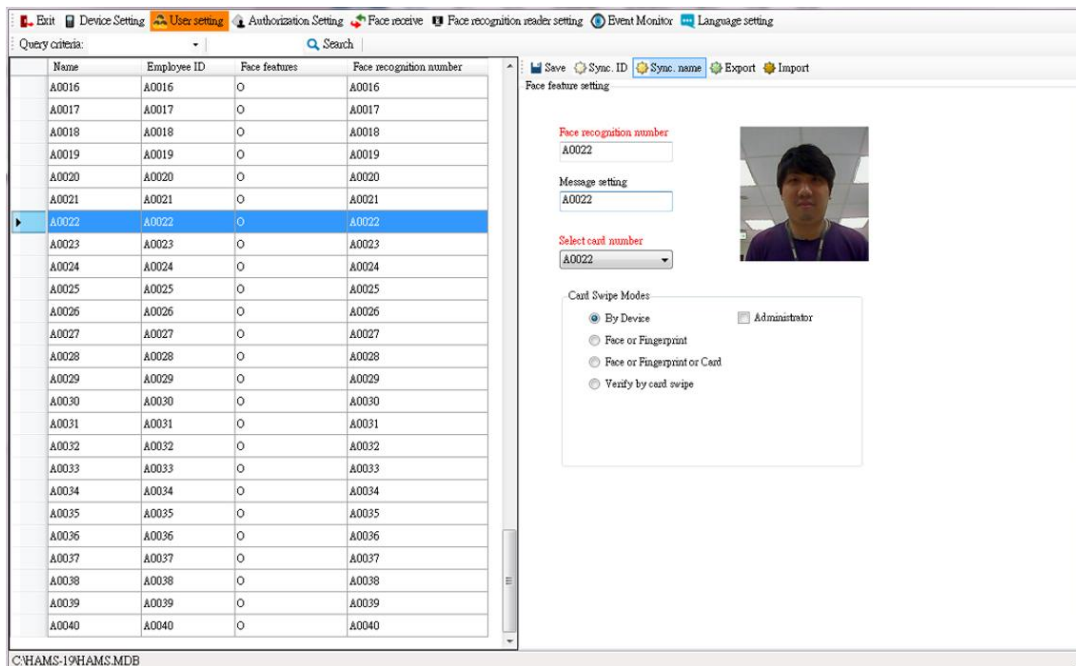 Exit Device Setting User setting Authorization Setting Face receive Face recognition reader setting Event Monitor Language setting
Query criteria: Search
Name Employee ID Face features Face recognition number
A0016 A0016 O A0016
A0017 A0017 O A0017
A0018 A0018 O A0018
A0019 A0019 O A0019
A0020 A0020 O A0020
A0021 A0021 O A0021
A0022 A0022 O A0022
A0023 A0023 O A0023
A0024 A0024 O A0024
A0025 A0025 O A0025
A0026 A0026 O A0026
A0027 A0027 O A0027
A0028 A0028 O A0028
A0029 A0029 O A0029
A0030 A0030 O A0030
A0031 A0031 O A0031
A0032 A0032 O A0032
A0033 A0033 O A0033
A0034 A0034 O A0034
A0035 A0035 O A0035
A0036 A0036 O A0036
A0037 A0037 O A0037
A0038 A0038 O A0038
A0039 A0039 O A0039
A0040 A0040 O A0040
Save Sync. ID Sync. name Export Import
Face feature setting
Face recognition number
A0022
Message setting
A0022
Select card number
A0022
Card Swipe Modes
By Device Administrator
Face or Fingerprint
Face or Fingerprint or Card
Verify by card swipe
C:\HAMS-19\HAMS.MDB